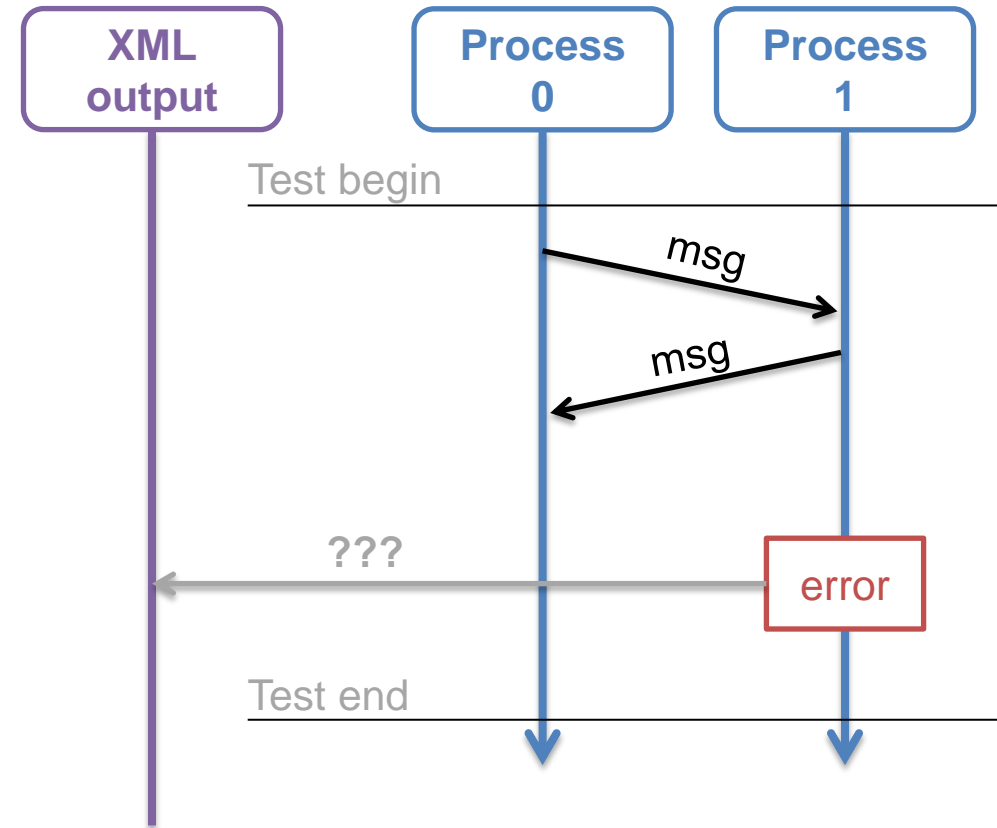 XML
output
Process
0
Process
1
Test begin
msg
msg
???
error
Test end